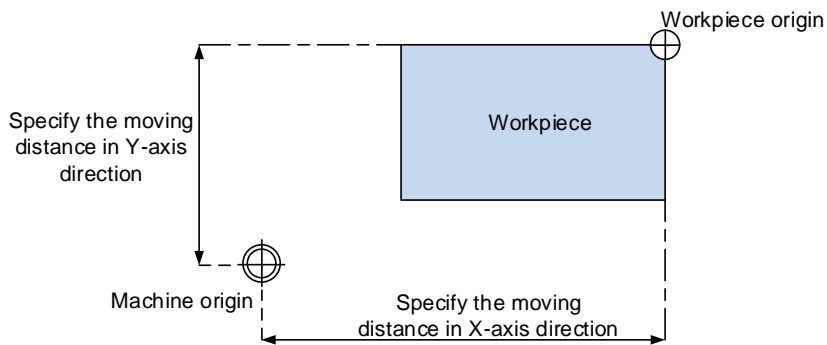 Workpiece origin
Specify the moving
distance in Y-axis
direction
Workpiece
Machine origin
Specify the moving
distance in X-axis direction